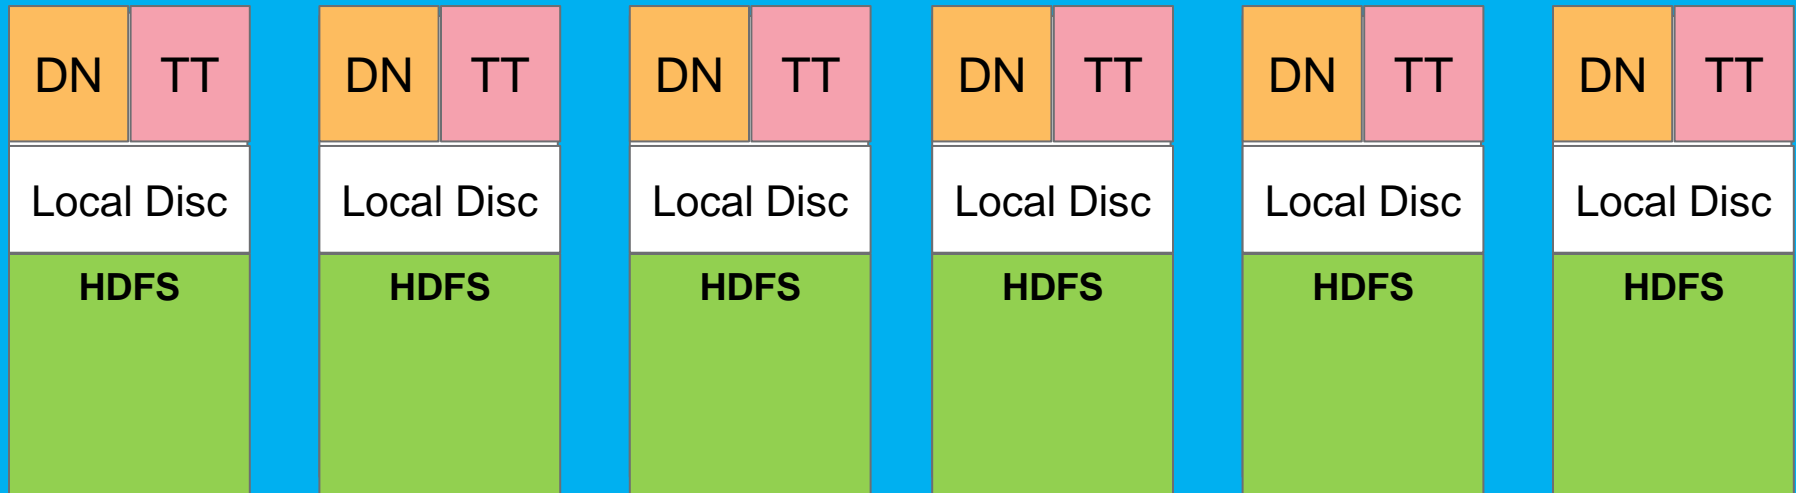 DN TT DN TT DN TT DN TT DN TT DN TT
Local Disc Local Disc Local Disc Local Disc Local Disc Local Disc
HDFS HDFS HDFS HDFS HDFS HDFS